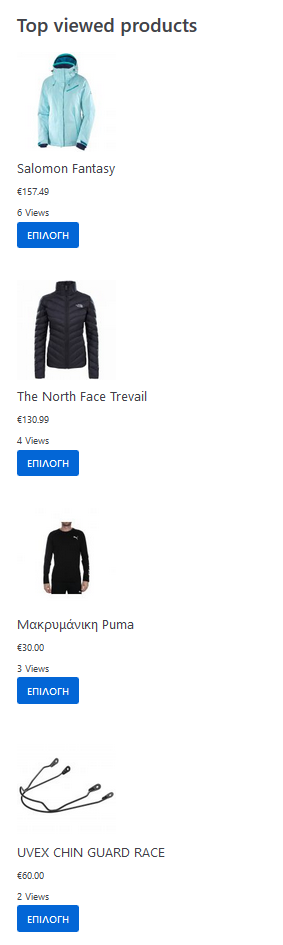 Top viewed products
Salomon Fantasy
€157.49
6 Views
ΕΠΙΛΟΓΗ
The North Face Trevail
€130.99
4 Views
ΕΠΙΛΟΓΗ
Μακρυμάνικη Puma
€30.00
3 Views
ΕΠΙΛΟΓΗ
UVEX CHIN GUARD RACE
€60.00
2 Views
ΕΠΙΛΟΓΗ